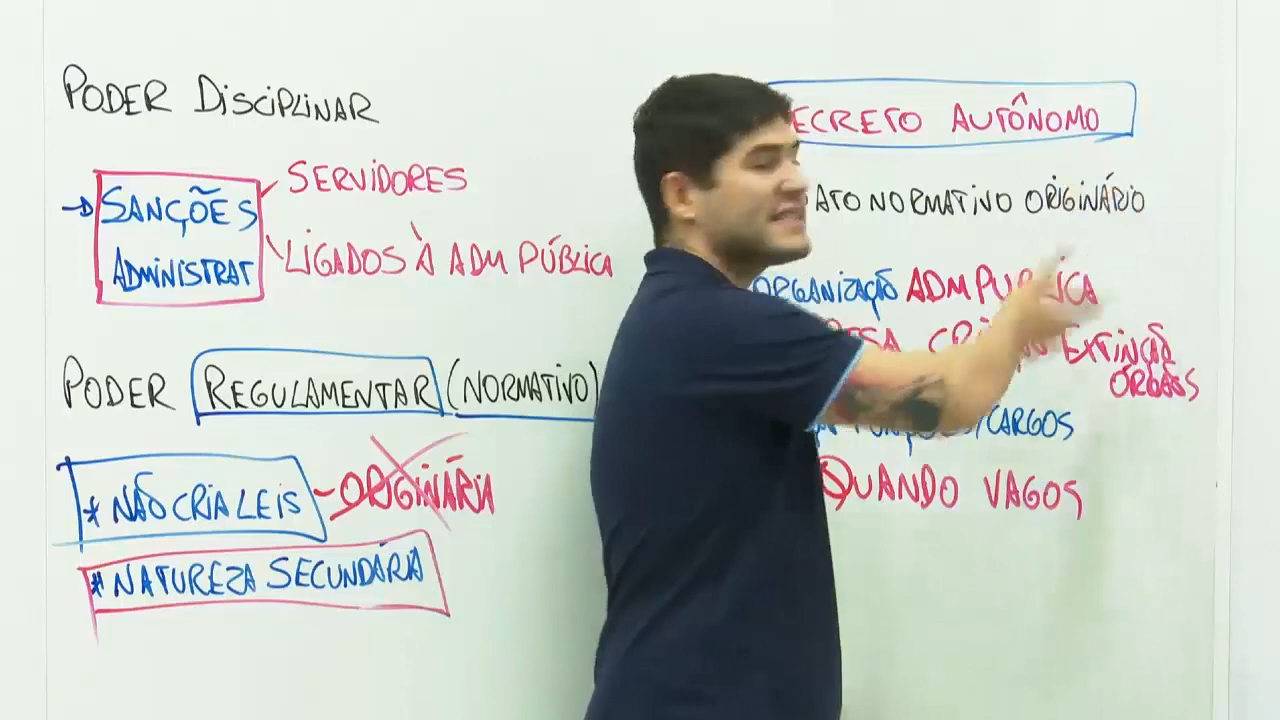 PODER DISCIPLINAR
SANÇÕES
ADMINISTRAT
SERVIDORES
LIGADOS À ADM PÚBLICA
PODER REGULAMENTAR (NORMATIVO)
* NÃO CRIA LEIS - ORIGINÁRIA
* NATUREZA SECUNDÁRIA
ECRETO AUTÔNOMO
ATO NORMATIVO ORIGINÁRIO
ORGANIZAÇÃO ADM PUBLICA
EXTINÇÃO
ÓRGÃOS
CARGOS
QUANDO VAGOS